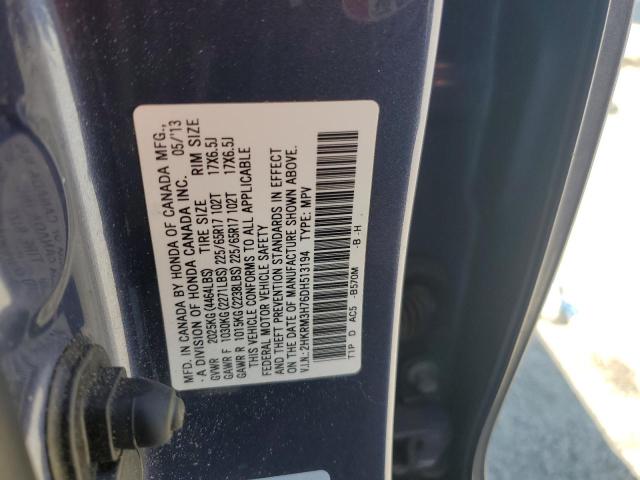 MFD. IN CANADA BY HONDA OF CANADA MFG.,
- A DIVISION OF HONDA CANADA INC. 05/'13
TIRE SIZE RIM SIZE
GVWR 2025KG(4464LBS)
GAWR F 1030KG(2271LBS) 225/65R17 102T 17X6.5J
GAWR R 1015KG(2238LBS) 225/65R17 102T 17X6.5J
THIS VEHICLE CONFORMS TO ALL APPLICABLE
FEDERAL MOTOR VEHICLE SAFETY
AND THEFT PREVENTION STANDARDS IN EFFECT
ON THE DATE OF MANUFACTURE SHOWN ABOVE.
V.I.N.: 2HKRM3H76DH513194 TYPE: MPV
T1P D AC5 -B570M -B -H